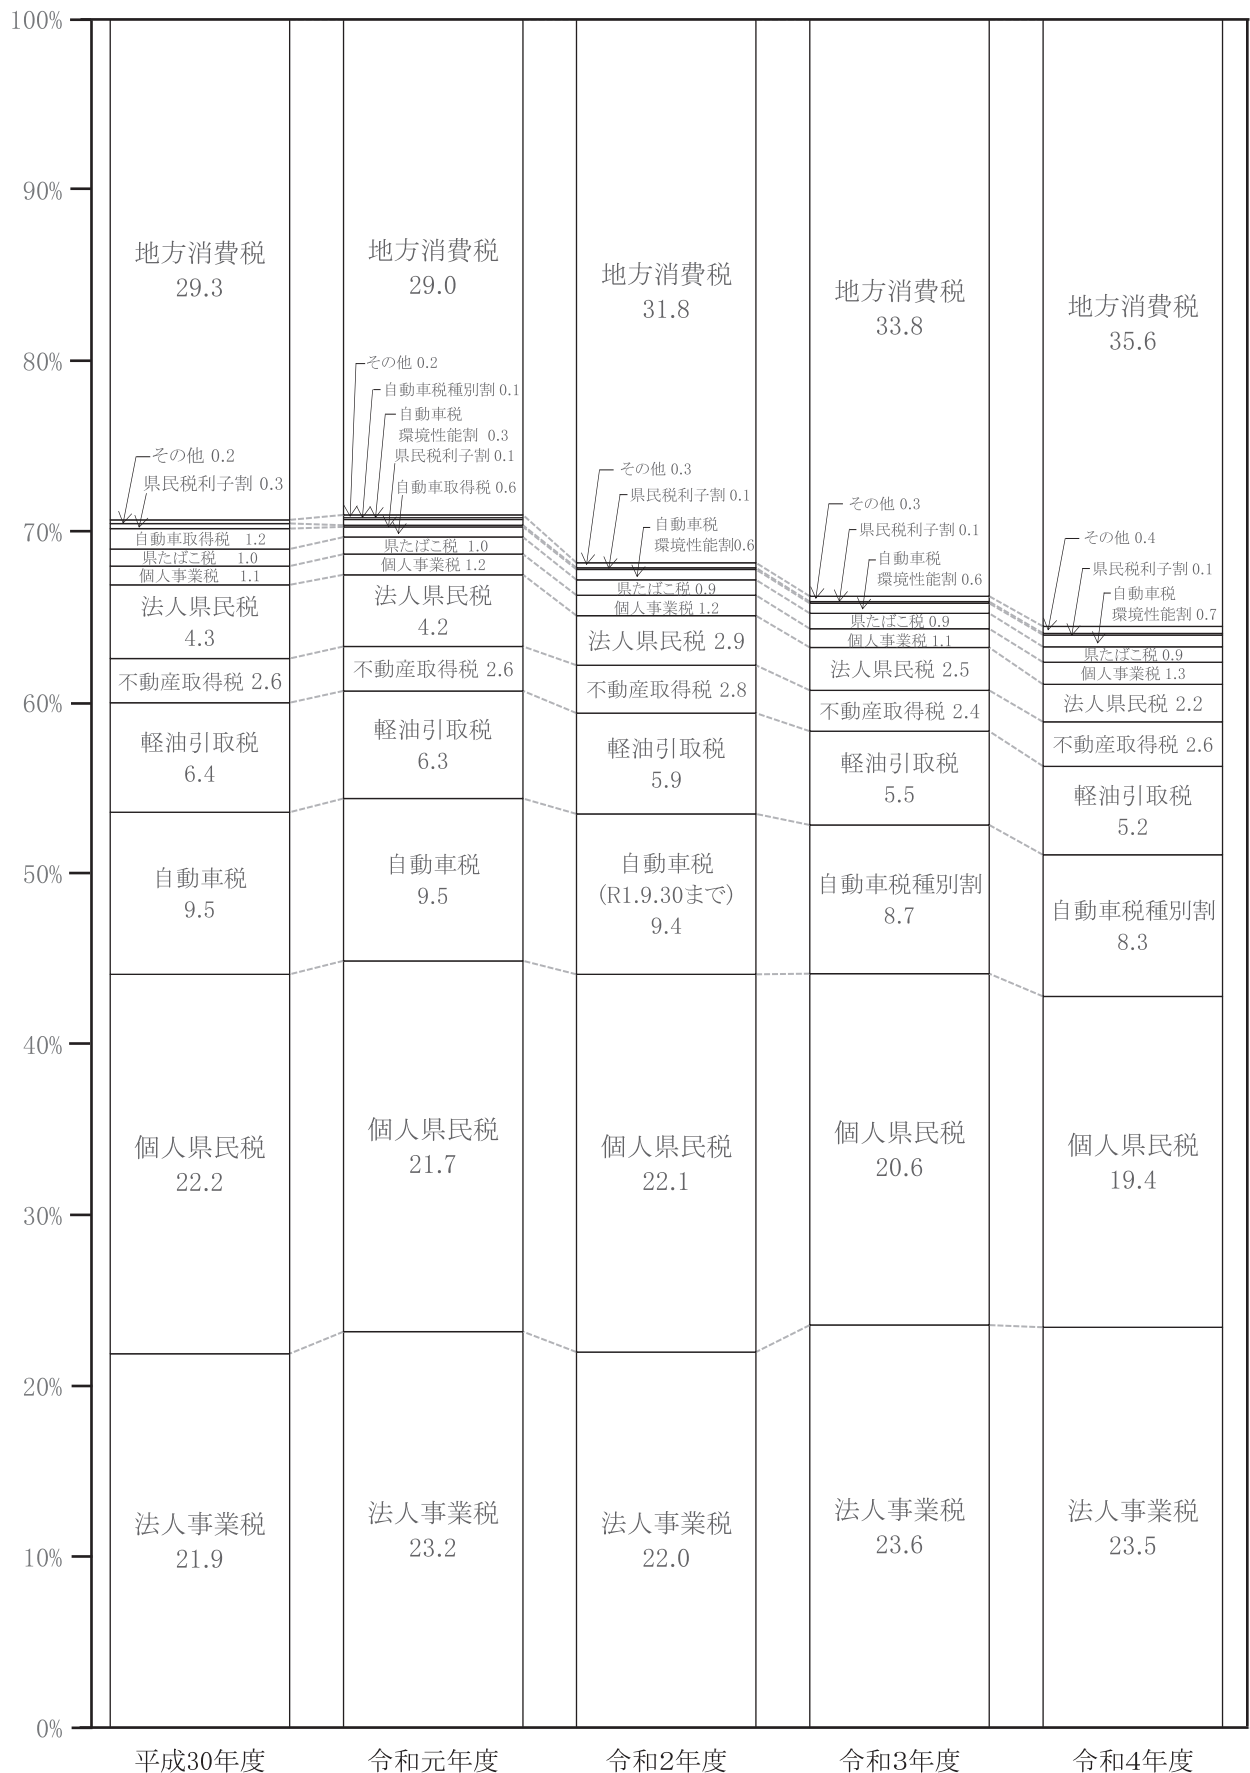 100%
90%
80%
70%
60%
50%
40%
30%
20%
10%
0%
地方消費税
29.3
その他 0.2
県民税利子割 0.3
自動車取得税 1.2
県たばこ税 1.0
個人事業税 1.1
法人県民税
4.3
不動産取得税 2.6
軽油引取税
6.4
自動車税
9.5
個人県民税
22.2
法人事業税
21.9
平成30年度
地方消費税
29.0
その他 0.2
自動車税種別割 0.1
自動車税
環境性能割 0.3
県民税利子割 0.1
自動車取得税 0.6
県たばこ税 1.0
個人事業税 1.2
法人県民税
4.2
不動産取得税 2.6
軽油引取税
6.3
自動車税
9.5
個人県民税
21.7
法人事業税
23.2
令和元年度
地方消費税
31.8
その他 0.3
県民税利子割 0.1
自動車税
環境性能割0.6
県たばこ税 0.9
個人事業税 1.2
法人県民税 2.9
不動産取得税 2.8
軽油引取税
5.9
自動車税
(R1.9.30まで)
9.4
個人県民税
22.1
法人事業税
22.0
令和2年度
地方消費税
33.8
その他 0.3
県民税利子割 0.1
自動車税
環境性能割 0.6
県たばこ税 0.9
個人事業税 1.1
法人県民税 2.5
不動産取得税 2.4
軽油引取税
5.5
自動車税種別割
8.7
個人県民税
20.6
法人事業税
23.6
令和3年度
地方消費税
35.6
その他 0.4
県民税利子割 0.1
自動車税
環境性能割 0.7
県たばこ税 0.9
個人事業税 1.3
法人県民税 2.2
不動産取得税 2.6
軽油引取税
5.2
自動車税種別割
8.3
個人県民税
19.4
法人事業税
23.5
令和4年度